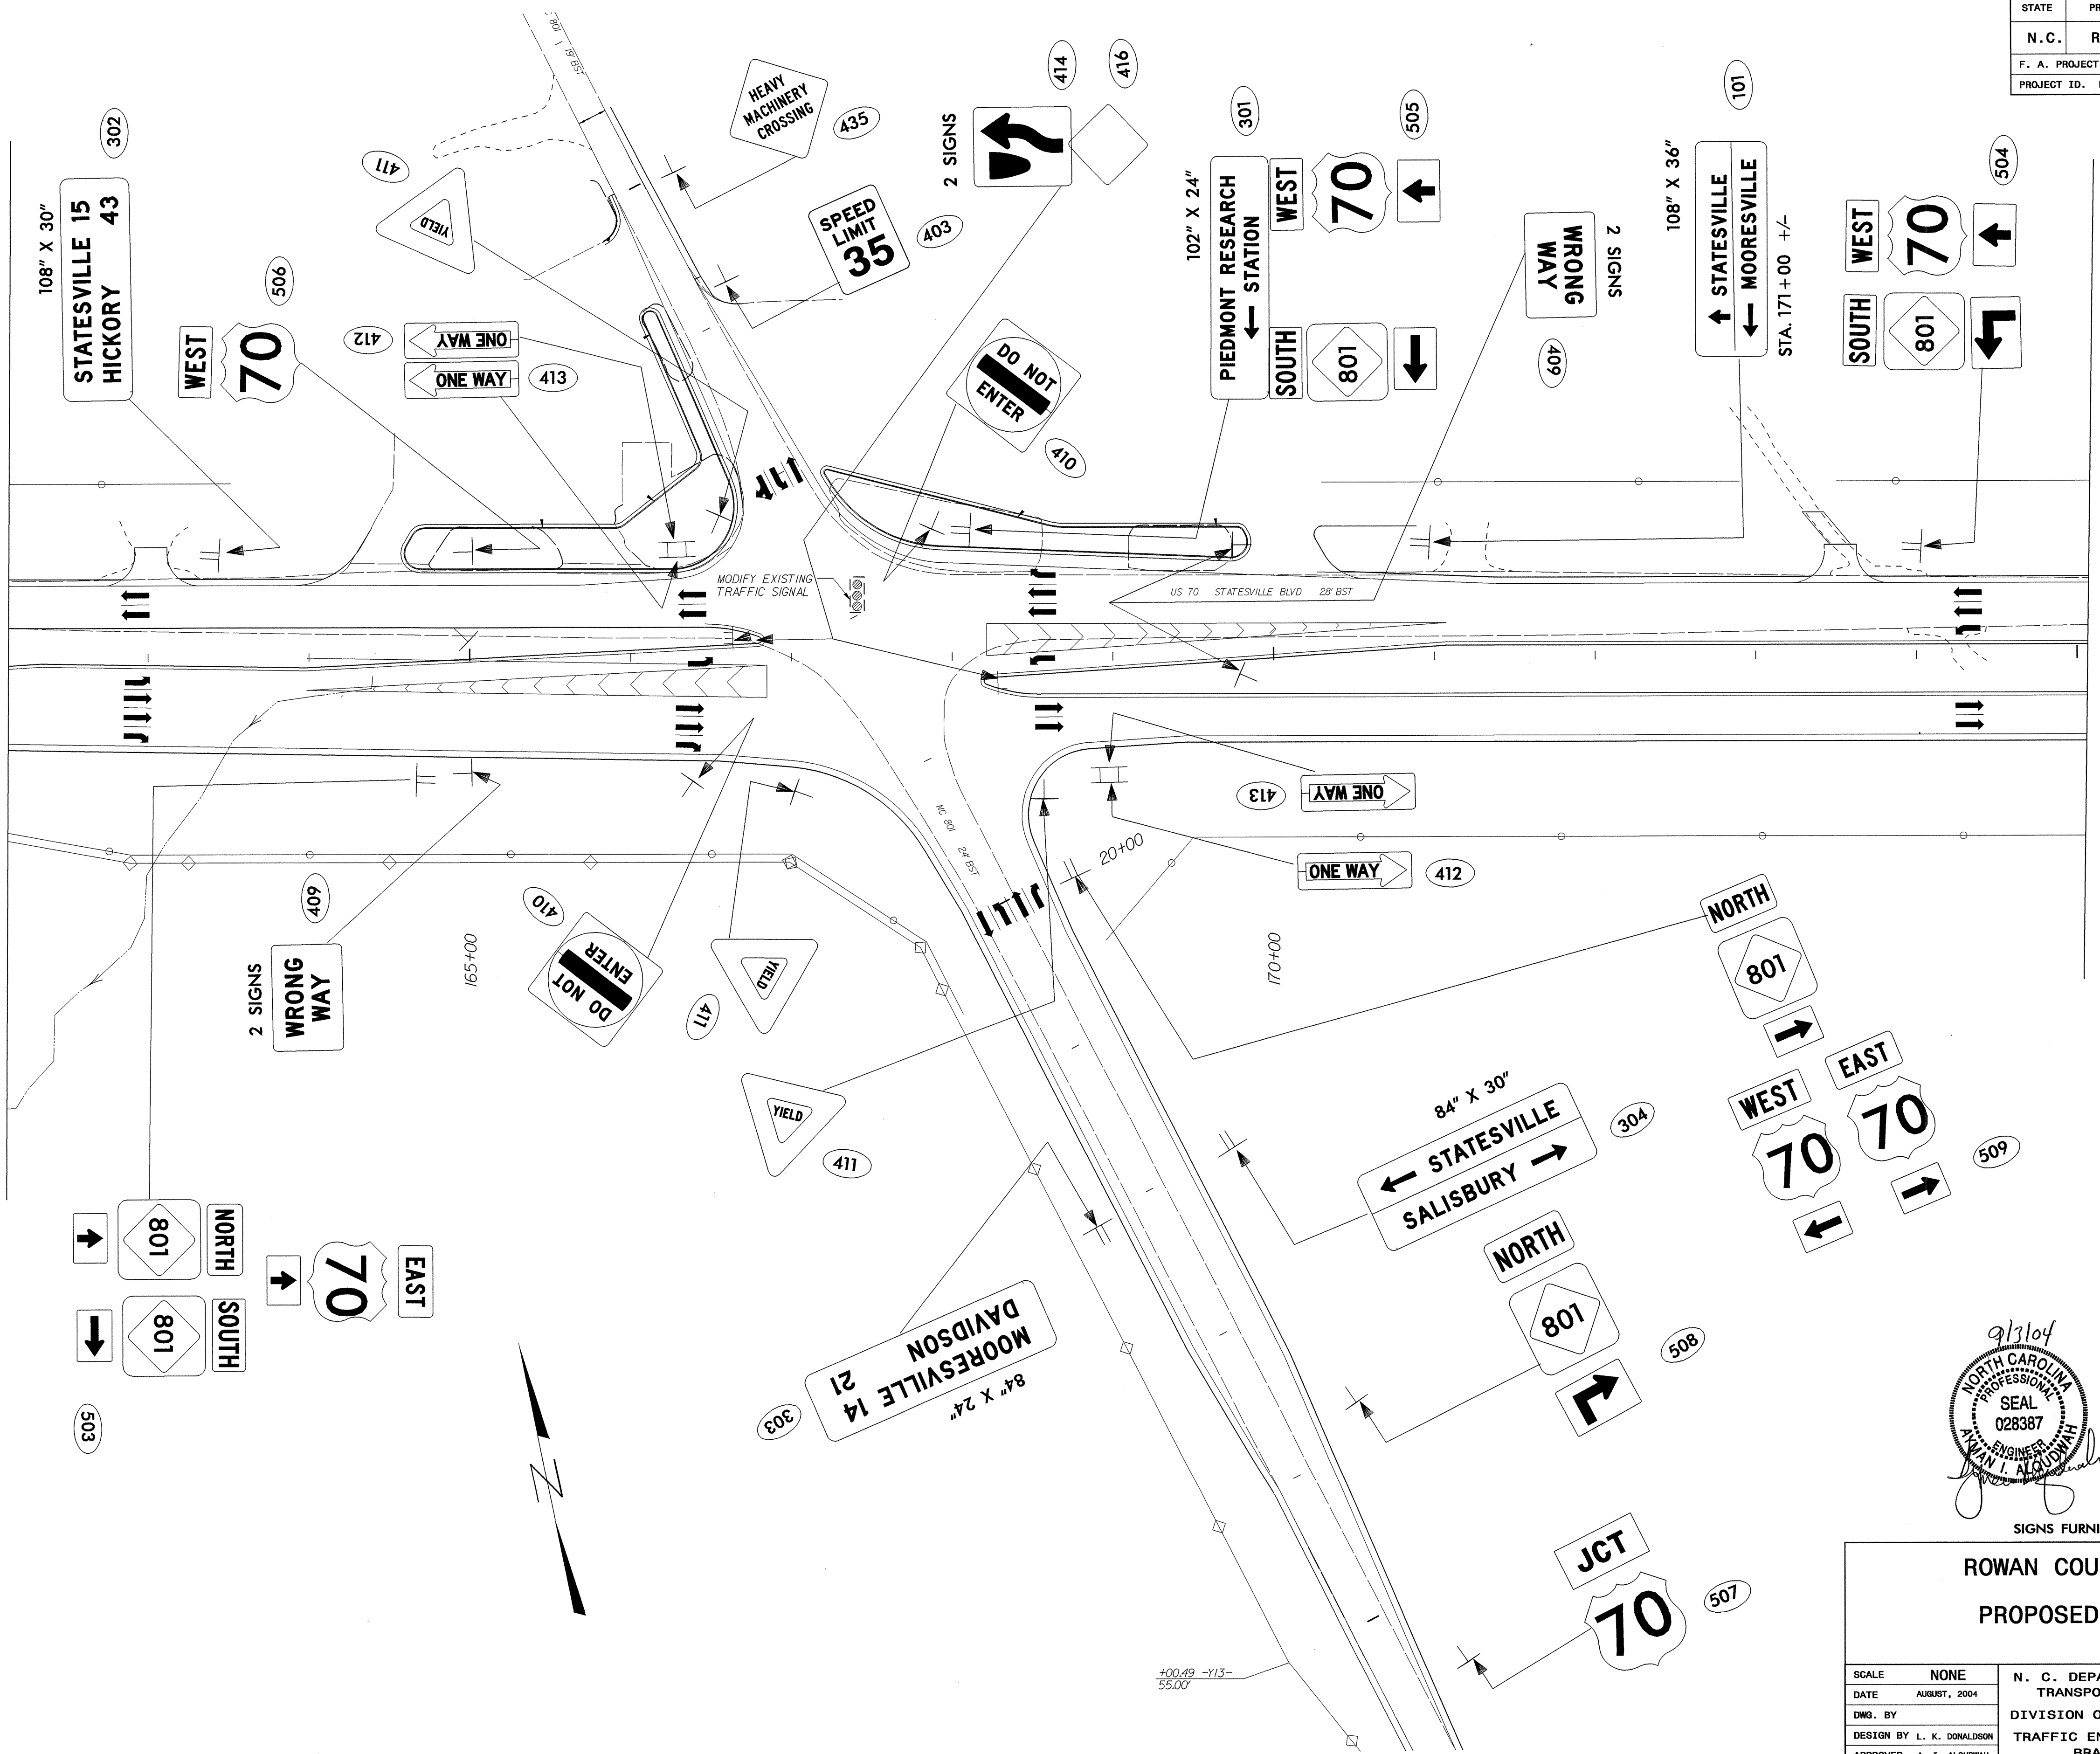 STATE
PR
N.C.
R
F. A. PROJECT
PROJECT ID.
801
19' BST
302
108" X 30"
STATESVILLE 15
HICKORY 43
411
YIELD
HEAVY
MACHINERY
CROSSING
435
SPEED
LIMIT
35
403
2 SIGNS
414
416
301
102" X 24"
PIEDMONT RESEARCH
STATION
WEST
70
505
SOUTH
801
WRONG
WAY
2 SIGNS
409
101
108" X 36"
STATESVILLE
MOORESVILLE
STA. 171+00 +/-
504
WEST
70
SOUTH
801
506
WEST
70
412
ONE WAY
ONE WAY
413
DO NOT
ENTER
410
MODIFY EXISTING
TRAFFIC SIGNAL
US 70 STATESVILLE BLVD 28' BST
NC 801
24' BST
413
ONE WAY
ONE WAY
412
20+00
165+00
170+00
409
2 SIGNS
WRONG
WAY
410
DO NOT
ENTER
411
YIELD
YIELD
411
NORTH
801
WEST
70
EAST
70
509
84" X 30"
STATESVILLE
SALISBURY
304
NORTH
801
508
NORTH
801
SOUTH
801
EAST
70
503
MOORESVILLE 14
DAVIDSON 21
84" X 24"
303
N
JCT
70
507
+00.49 -Y13-
55.00'
9/3/04
NORTH CAROLINA
PROFESSIONAL
SEAL
028387
ENGINEER
AYMAN I. ALQUDWAH
SIGNS FURNI
ROWAN COU
PROPOSED
SCALE NONE
DATE AUGUST, 2004
DWG. BY
DESIGN BY L. K. DONALDSON
APPROVED A. I. ALQUDWAH
N. C. DEPA
TRANSPO
DIVISION O
TRAFFIC EN
BRA